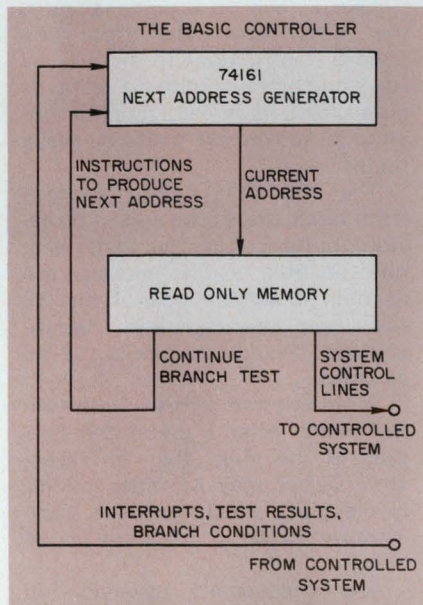 THE BASIC CONTROLLER
74161
NEXT ADDRESS GENERATOR
INSTRUCTIONS
TO PRODUCE
NEXT ADDRESS
CURRENT
ADDRESS
READ ONLY MEMORY
CONTINUE
BRANCH TEST
SYSTEM
CONTROL
LINES
TO CONTROLLED
SYSTEM
INTERRUPTS, TEST RESULTS,
BRANCH CONDITIONS
FROM CONTROLLED
SYSTEM